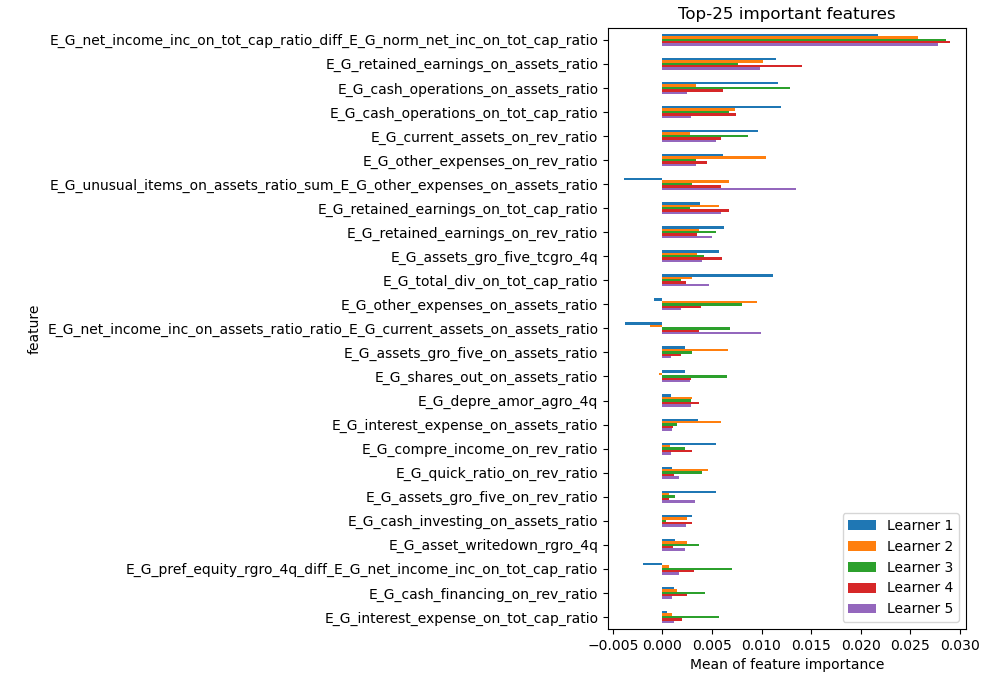 Top-25 important features
E_G_net_income_inc_on_tot_cap_ratio_diff_E_G_norm_net_inc_on_tot_cap_ratio
E_G_retained_earnings_on_assets_ratio
E_G_cash_operations_on_assets_ratio
E_G_cash_operations_on_tot_cap_ratio
E_G_current_assets_on_rev_ratio
E_G_other_expenses_on_rev_ratio
E_G_unusual_items_on_assets_ratio_sum_E_G_other_expenses_on_assets_ratio
E_G_retained_earnings_on_tot_cap_ratio
E_G_retained_earnings_on_rev_ratio
E_G_assets_gro_five_tcgro_4q
E_G_total_div_on_tot_cap_ratio
E_G_other_expenses_on_assets_ratio
E_G_net_income_inc_on_assets_ratio_ratio_E_G_current_assets_on_assets_ratio
E_G_assets_gro_five_on_assets_ratio
E_G_shares_out_on_assets_ratio
E_G_depre_amor_agro_4q
E_G_interest_expense_on_assets_ratio
E_G_compre_income_on_rev_ratio
E_G_quick_ratio_on_rev_ratio
E_G_assets_gro_five_on_rev_ratio
E_G_cash_investing_on_assets_ratio
E_G_asset_writedown_rgro_4q
E_G_pref_equity_rgro_4q_diff_E_G_net_income_inc_on_tot_cap_ratio
E_G_cash_financing_on_rev_ratio
E_G_interest_expense_on_tot_cap_ratio
feature
Learner 1
Learner 2
Learner 3
Learner 4
Learner 5
−0.005 0.000 0.005 0.010 0.015 0.020 0.025 0.030
Mean of feature importance